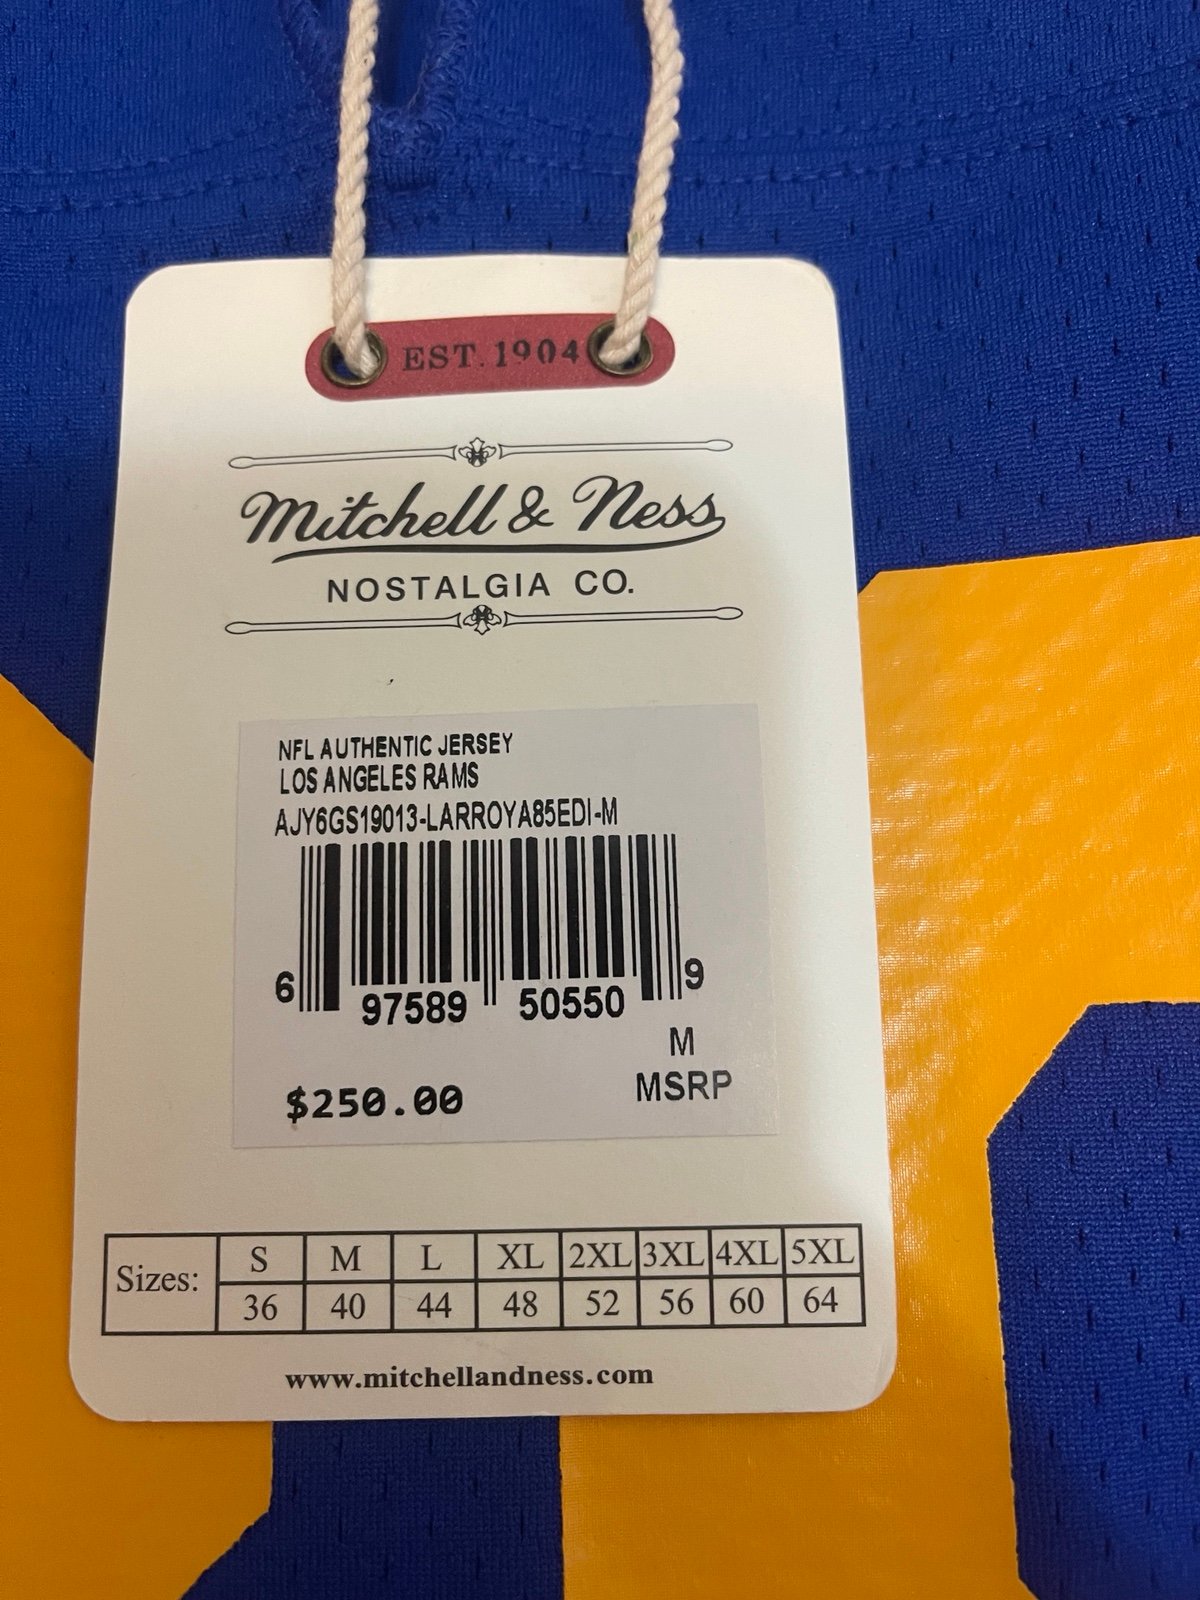 EST. 1904
Mitchell & Ness
NOSTALGIA CO.
NFL AUTHENTIC JERSEY
LOS ANGELES RAMS
AJY6GS19013-LARROYA85EDI-M
6 97589 50550 9
M
$250.00 MSRP
Sizes: S M L XL 2XL 3XL 4XL 5XL
36 40 44 48 52 56 60 64
www.mitchellandness.com